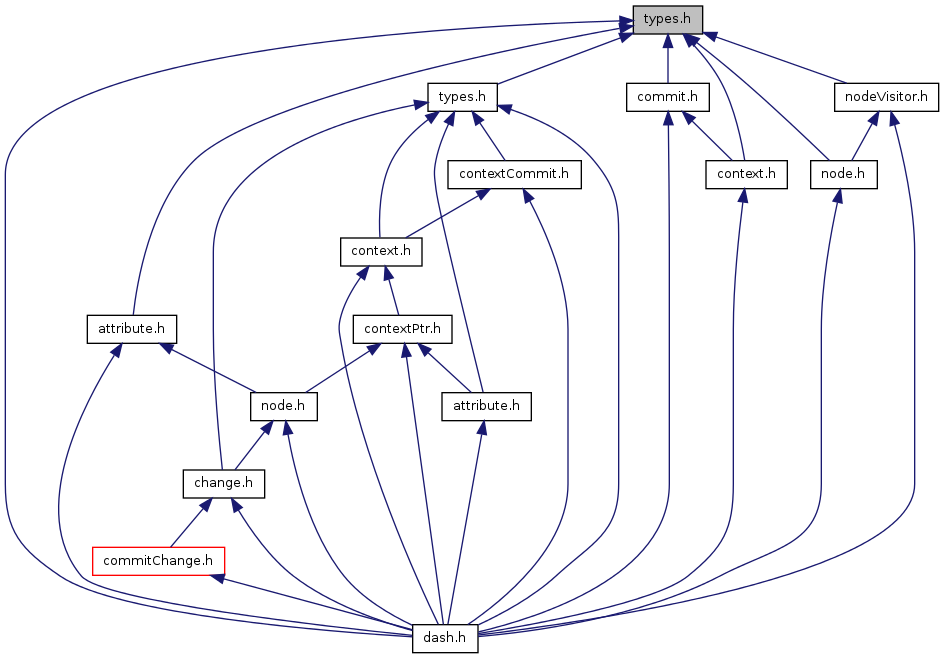 types.h
types.h
commit.h
nodeVisitor.h
contextCommit.h
context.h
node.h
context.h
attribute.h
contextPtr.h
node.h
attribute.h
change.h
commitChange.h
dash.h